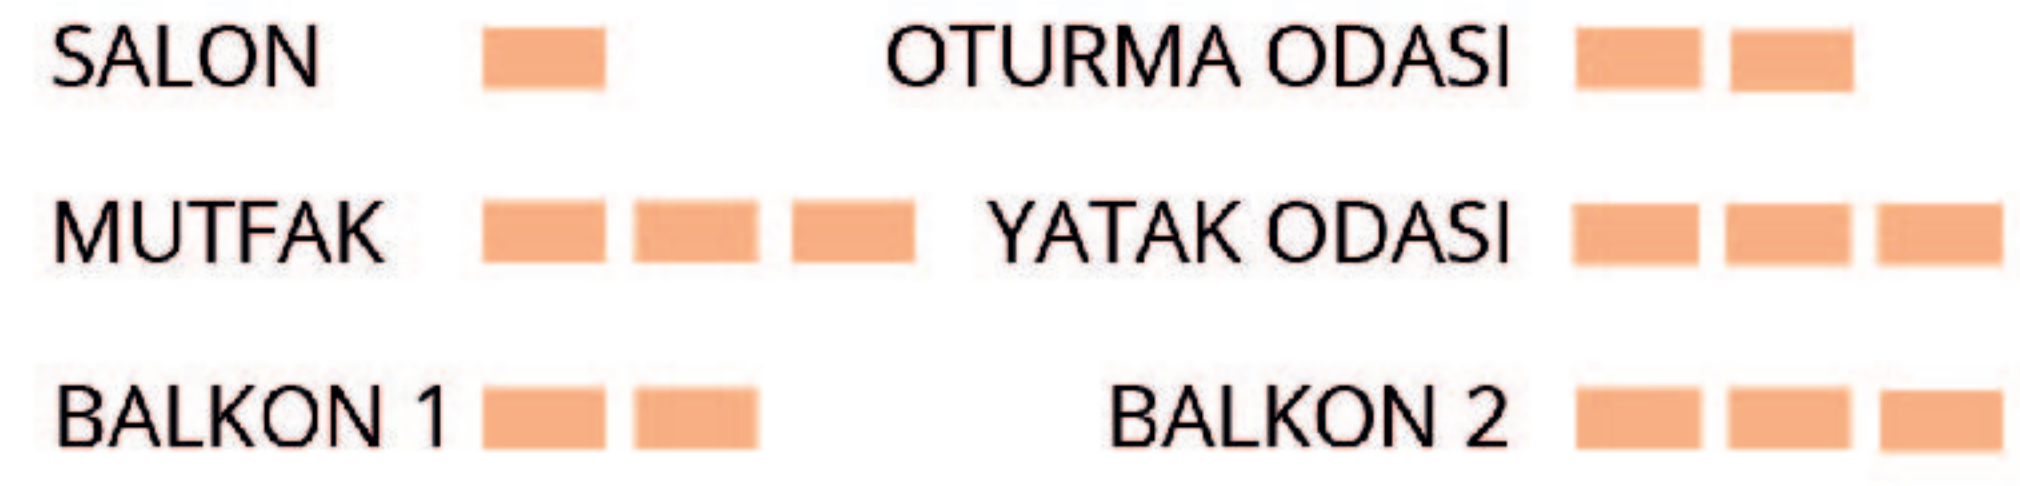 SALON OTURMA ODASI
MUTFAK YATAK ODASI
BALKON 1 BALKON 2